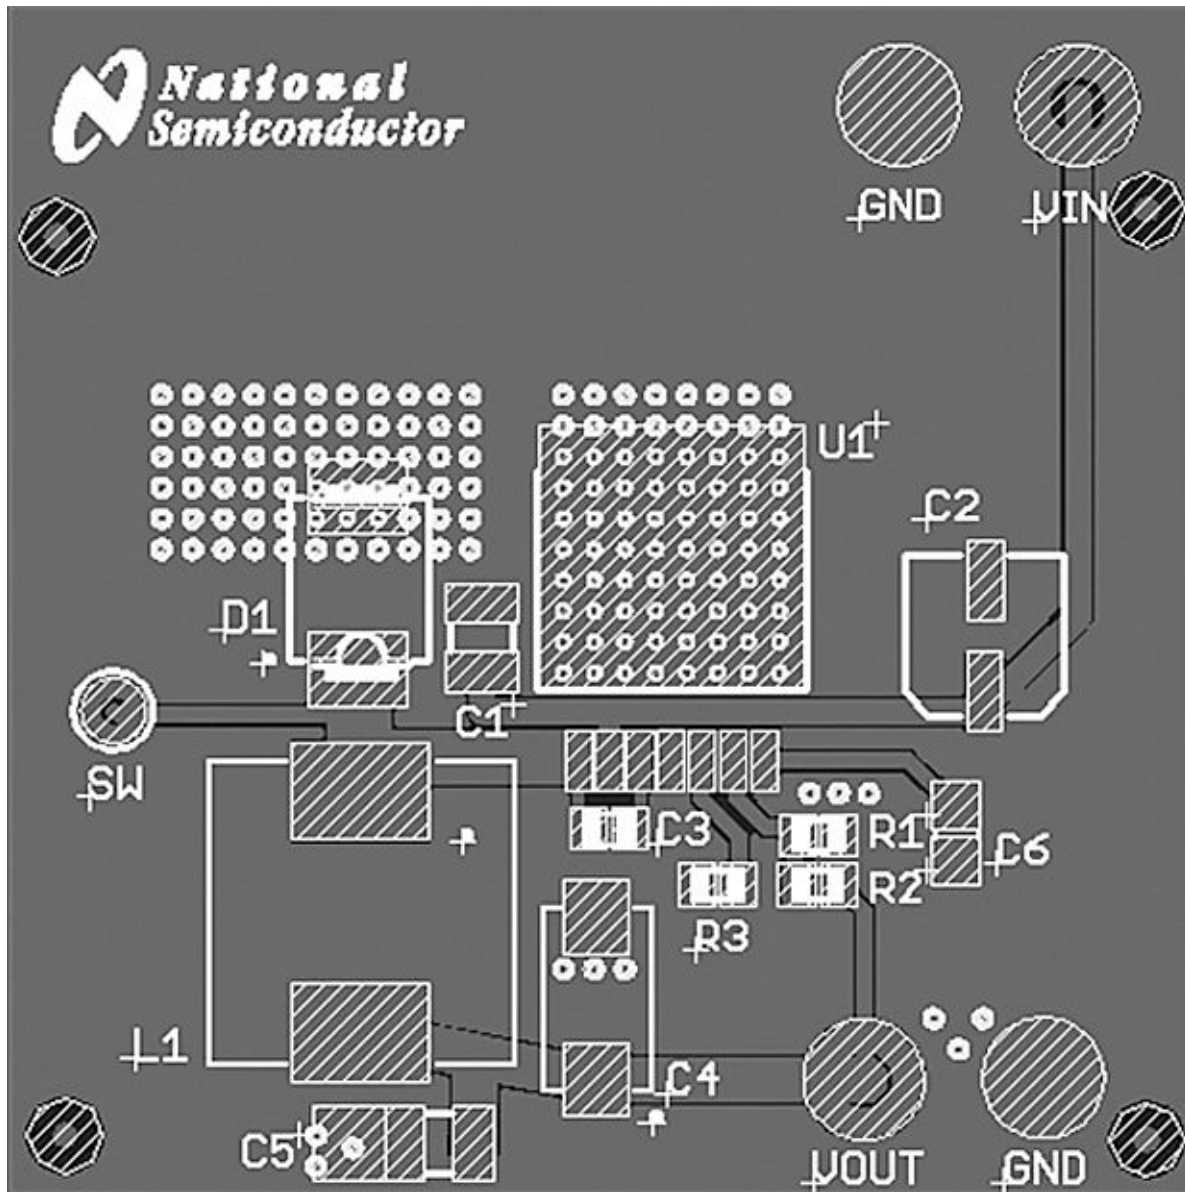 National
Semiconductor
GND
VIN
U1
C2
D1
C1
SW
C3
R1
C6
R2
R3
L1
C4
C5
VOUT
GND